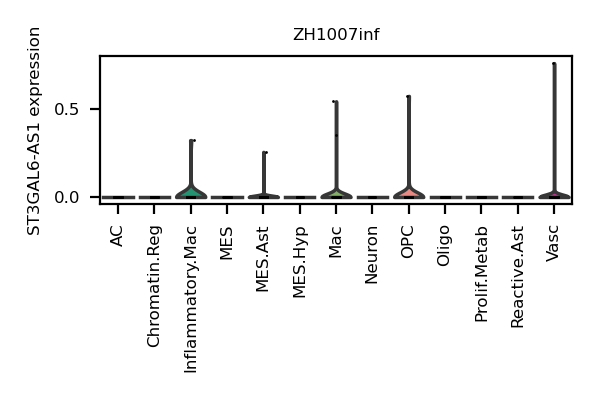 ZH1007inf
ST3GAL6-AS1 expression
0.5
0.0
AC
Chromatin.Reg
Inflammatory.Mac
MES
MES.Ast
MES.Hyp
Mac
Neuron
OPC
Oligo
Prolif.Metab
Reactive.Ast
Vasc